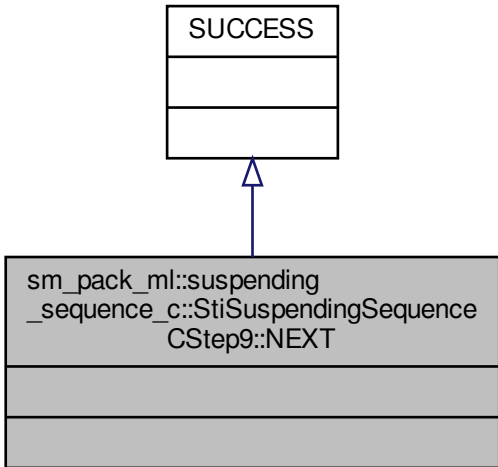 SUCCESS
sm_pack_ml::suspending
_sequence_c::StiSuspendingSequence
CStep9::NEXT